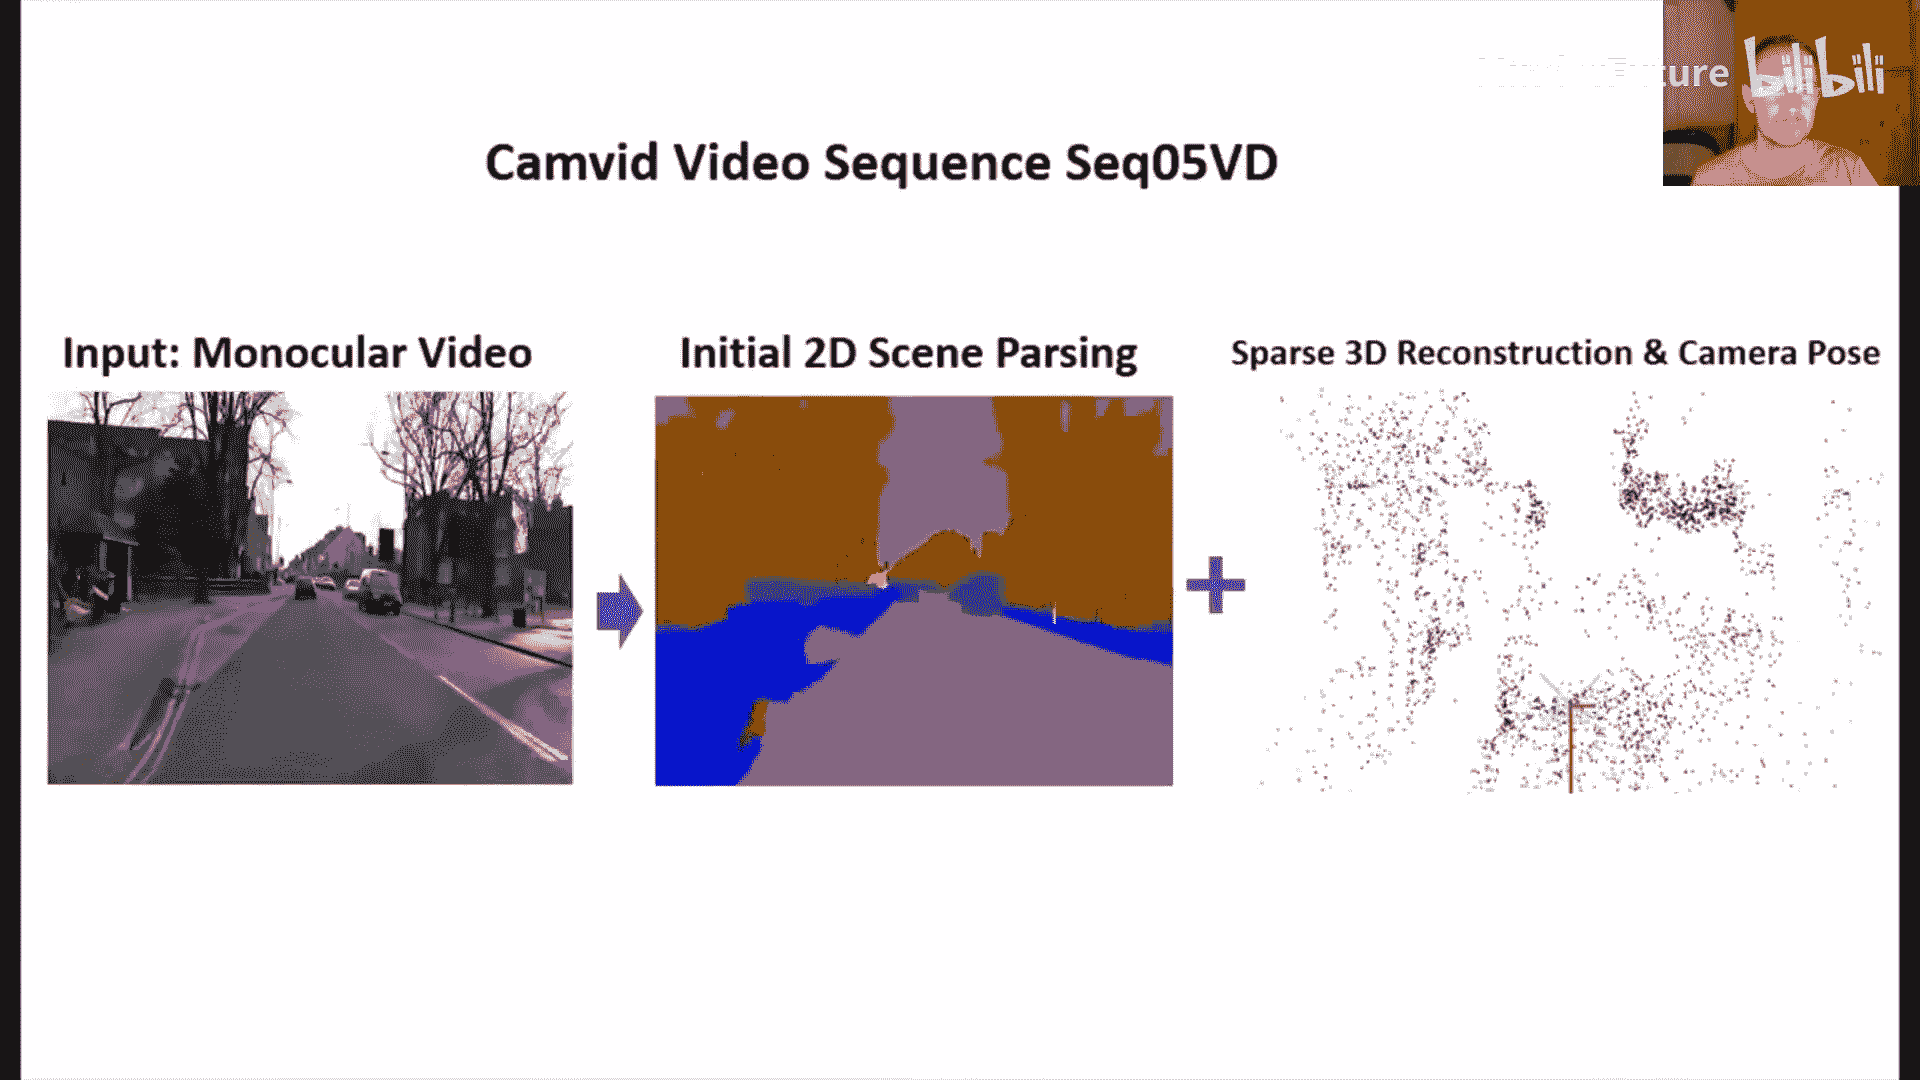 bilibili
Camvid Video Sequence Seq05VD
Input: Monocular Video
Initial 2D Scene Parsing
Sparse 3D Reconstruction & Camera Pose